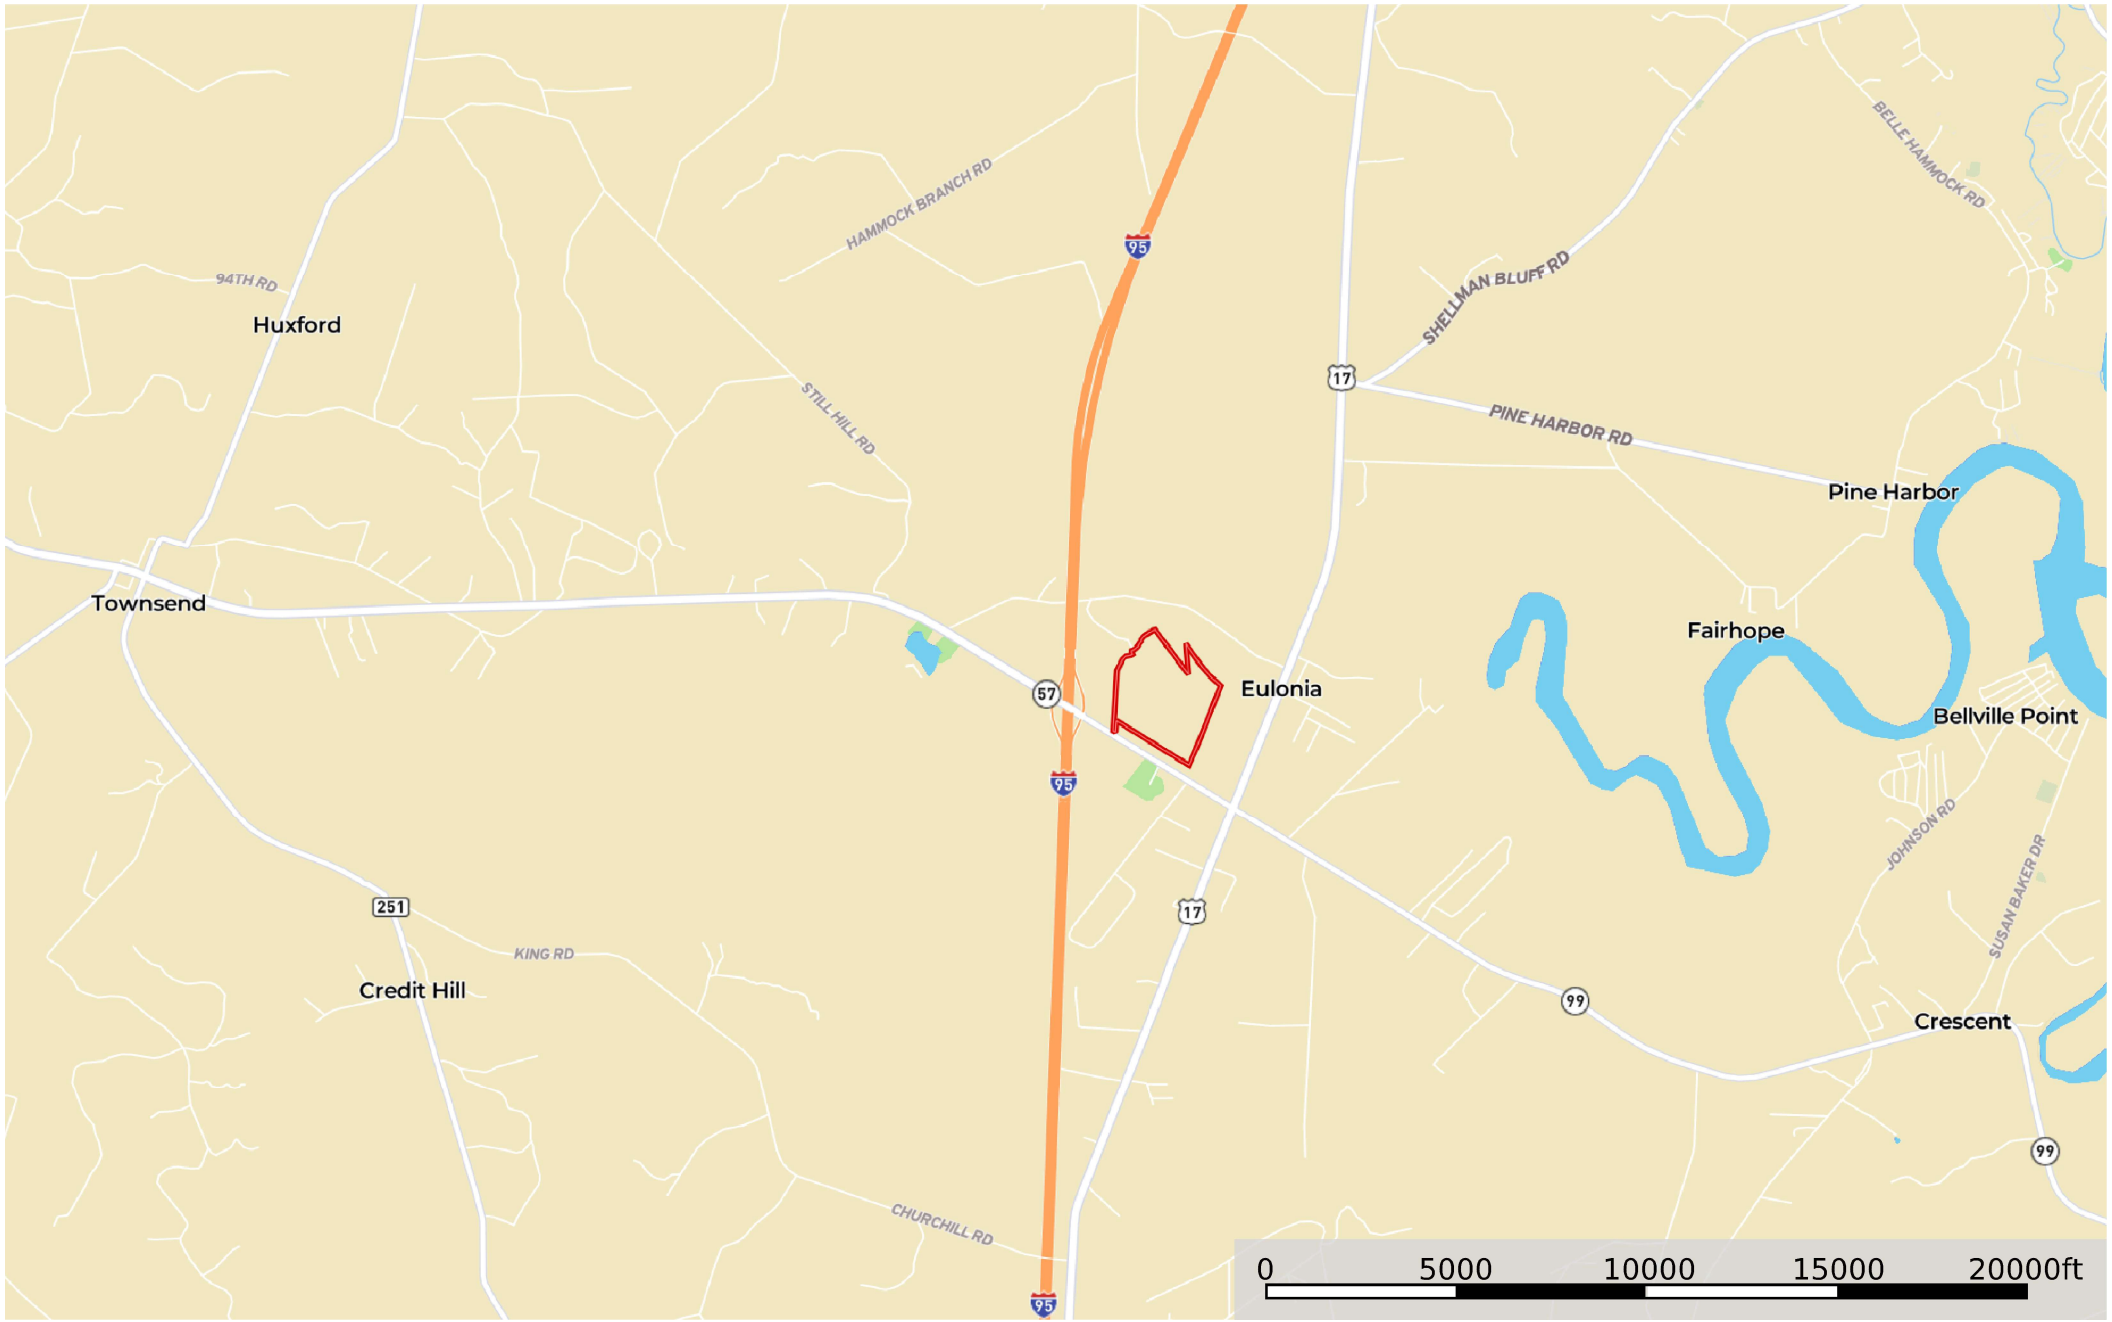 BELLE HAMMOCK RD
HAMMOCK BRANCH RD
95
SHELLMAN BLUFF RD
94TH RD
Huxford
17
STILL HILL RD
PINE HARBOR RD
Pine Harbor
Townsend
Fairhope
57
Eulonia
Bellville Point
95
JOHNSON RD
SUSAN BAKER DR
251
17
KING RD
Credit Hill
99
Crescent
99
CHURCHILL RD
95
0 5000 10000 15000 20000ft